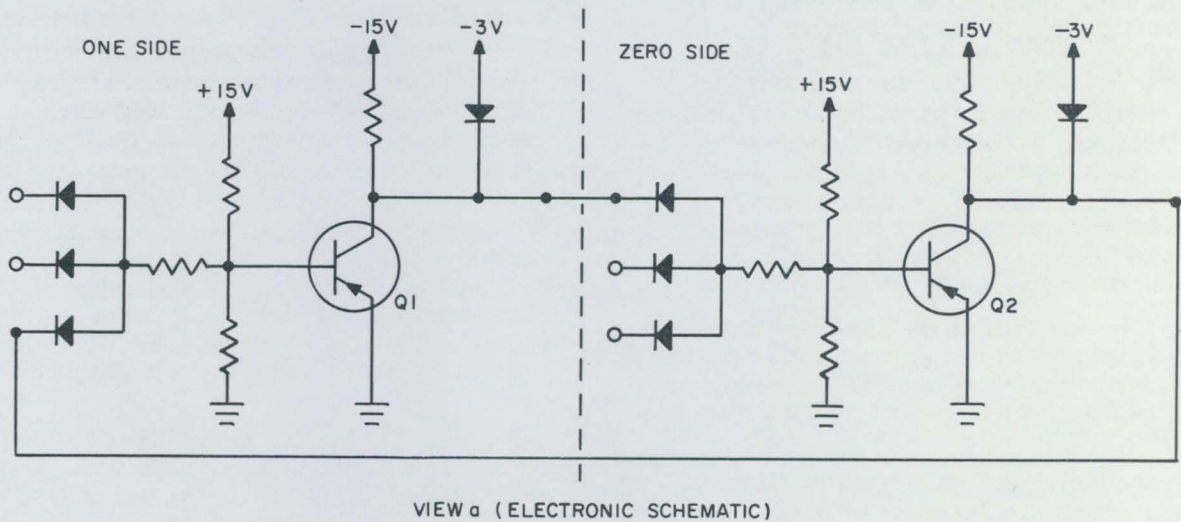 ONE SIDE
-15V
-3V
+15V
Q1
ZERO SIDE
-15V
-3V
+15V
Q2
VIEW a (ELECTRONIC SCHEMATIC)